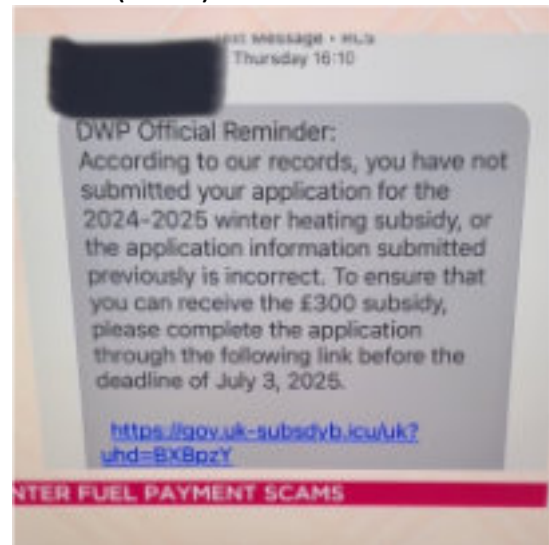 Text Message • RCS
Thursday 16:10
DWP Official Reminder:
According to our records, you have not
submitted your application for the
2024-2025 winter heating subsidy, or
the application information submitted
previously is incorrect. To ensure that
you can receive the £300 subsidy,
please complete the application
through the following link before the
deadline of July 3, 2025.
https://gov.uk-subsdyb.icu/uk?
uhd=BXBpzY
NTER FUEL PAYMENT SCAMS